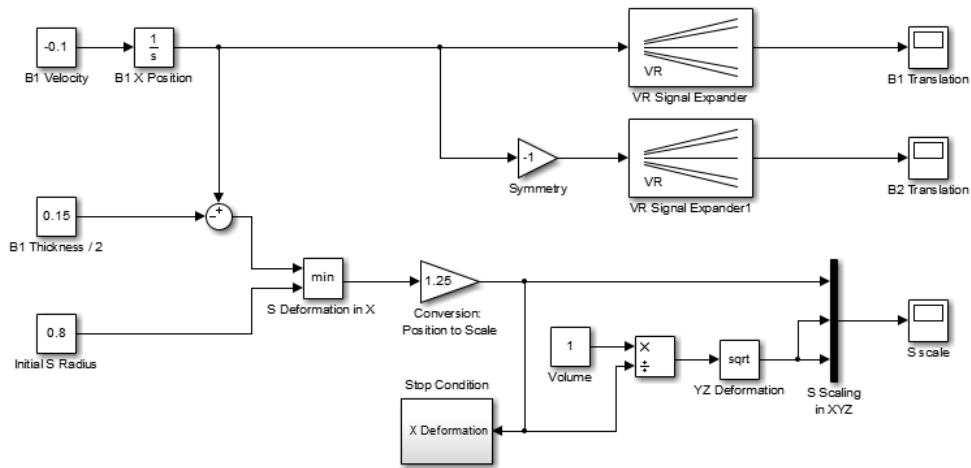 -0.1
B1 Velocity
1
s
B1 X Position
VR
VR Signal Expander
B1 Translation
-1
Symmetry
VR
VR Signal Expander1
B2 Translation
0.15
B1 Thickness / 2
+
−
min
S Deformation in X
1.25
Conversion:
Position to Scale
0.8
Initial S Radius
1
Volume
×
÷
sqrt
YZ Deformation
S Scaling
in XYZ
S scale
Stop Condition
X Deformation